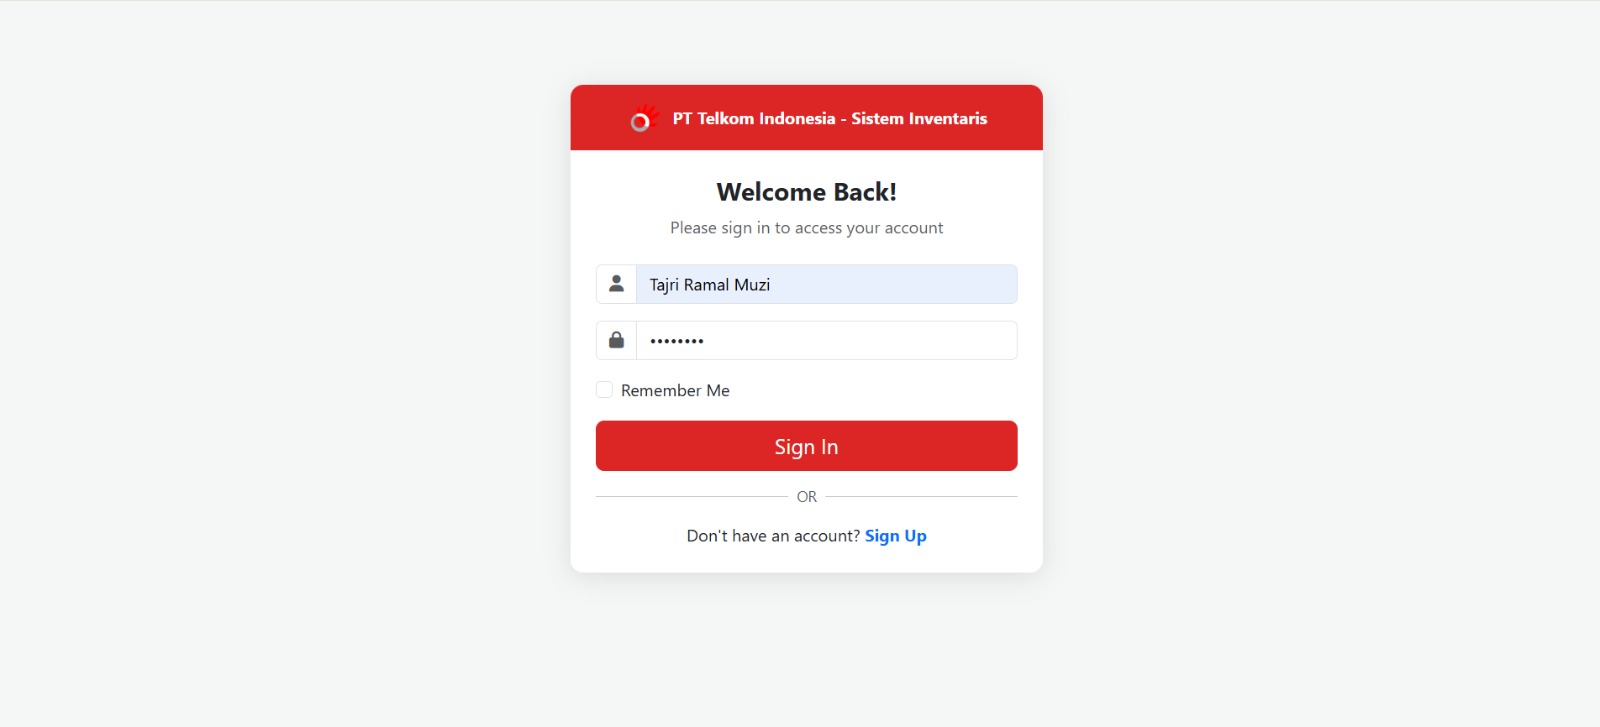 PT Telkom Indonesia - Sistem Inventaris
Welcome Back!
Please sign in to access your account
Tajri Ramal Muzi
••••••••
Remember Me
Sign In
OR
Don't have an account? Sign Up